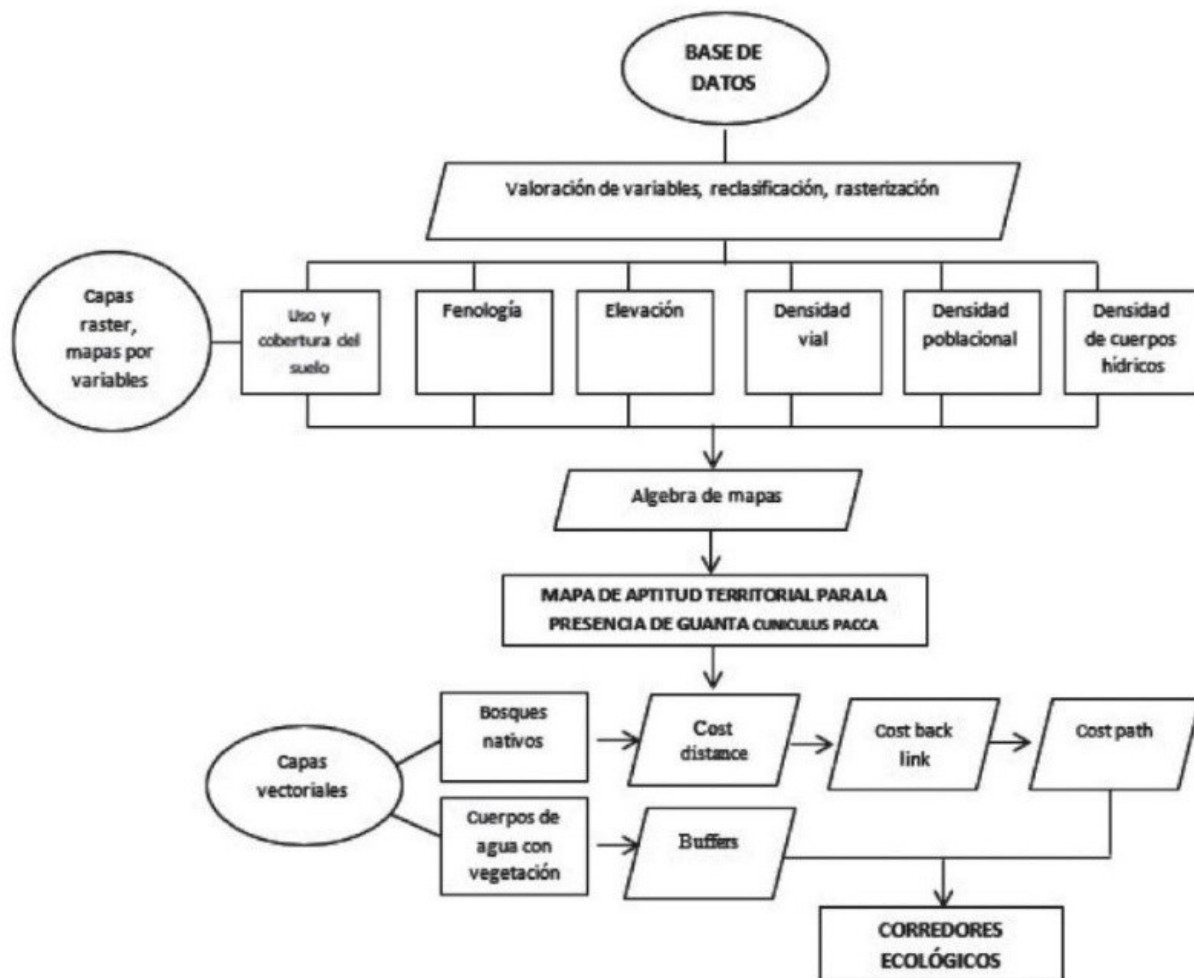 BASE DE
DATOS
Valoración de variables, reclasificación, rasterización
Capas
raster,
mapas por
variables
Uso y
cobertura del
suelo
Fenología
Elevación
Densidad
vial
Densidad
poblacional
Densidad
de cuerpos
hídricos
Algebra de mapas
MAPA DE APTITUD TERRITORIAL PARA LA
PRESENCIA DE GUANTA CUNICULUS PACCA
Capas
vectoriales
Bosques
nativos
Cost
distance
Cost back
link
Cost path
Cuerpos de
agua con
vegetación
Buffers
CORREDORES
ECOLÓGICOS